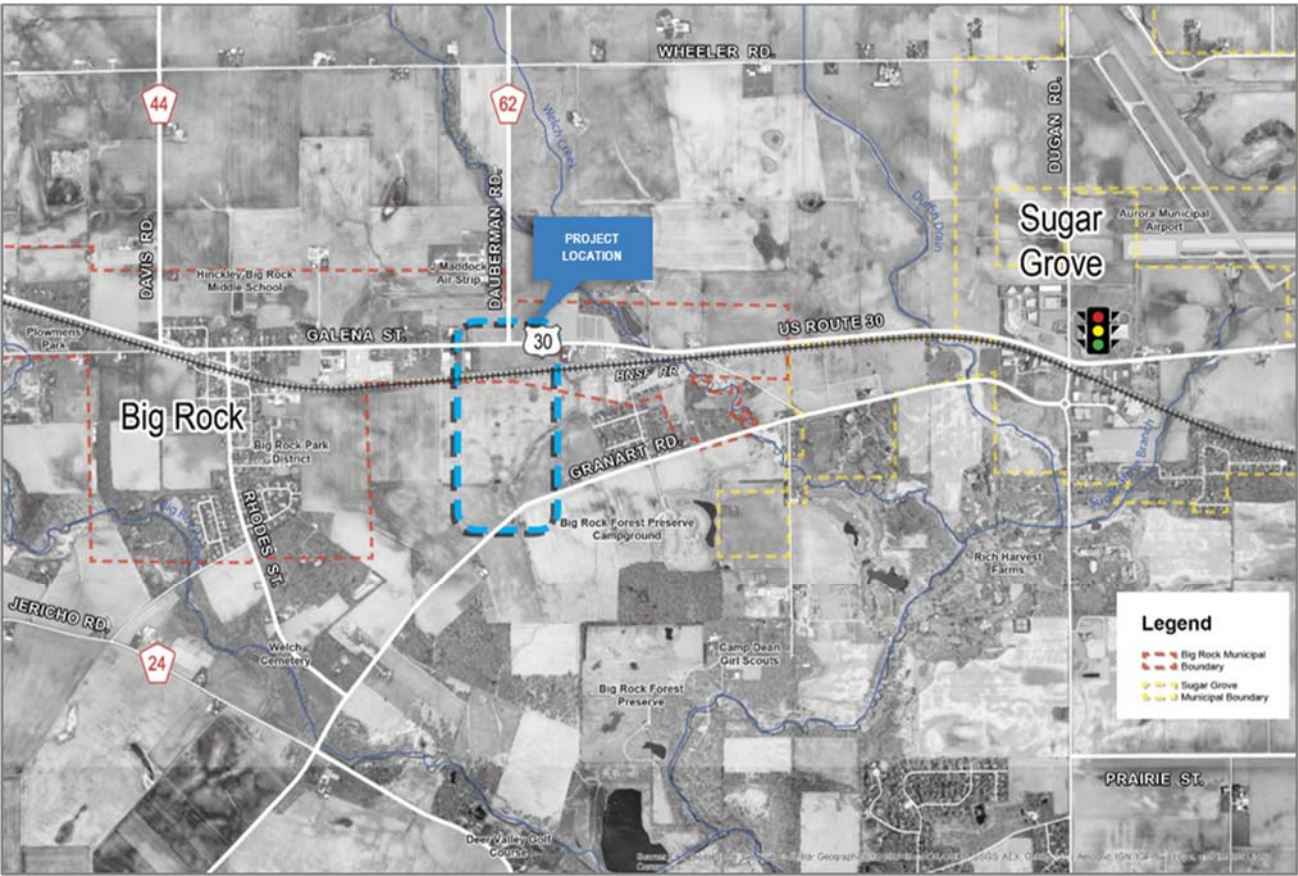 WHEELER RD.
44
62
Welch Creek
DUGAN RD.
DAUBERMAN RD.
DAVIS RD.
Duffin Drain
Sugar
Grove
Aurora Municipal
Airport
PROJECT
LOCATION
Hinckley Big Rock
Middle School
J Maddock
Air Strip
Plowmens
Park
GALENA ST.
30
US ROUTE 30
BNSF RR
Big Rock
Big Rock Park
District
GRANART RD.
RHODES ST.
Big Rock Forest Preserve
Campground
Rich Harvest
Farms
JERICHO RD.
24
Welch
Cemetery
Camp Dean
Girl Scouts
Big Rock Forest
Preserve
Legend
Big Rock Municipal
Boundary
Sugar Grove
Municipal Boundary
PRAIRIE ST.
Deer Valley Golf
Course